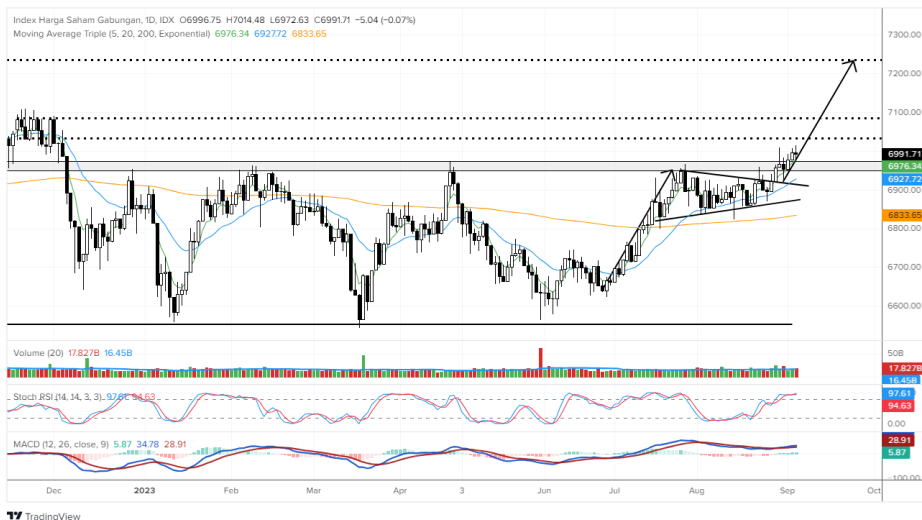 Index Harga Saham Gabungan, 1D, IDX O6996.75 H7014.48 L6972.63 C6991.71 −5.04 (−0.07%)
Moving Average Triple (5, 20, 200, Exponential) 6976.34 6927.72 6833.65
7300.00
7200.00
7100.00
6991.71
6976.34
6927.72
6900.00
6833.65
6800.00
6700.00
6600.00
Volume (20) 17.827B 16.45B
50B
17.827B
16.45B
Stoch RSI (14, 14, 3, 3) 97.61 94.63
97.61
94.63
0.00
MACD (12, 26, close, 9) 5.87 34.78 28.91
28.91
5.87
−100.00
Dec 2023 Feb Mar Apr 3 Jun Jul Aug Sep Oct
TradingView